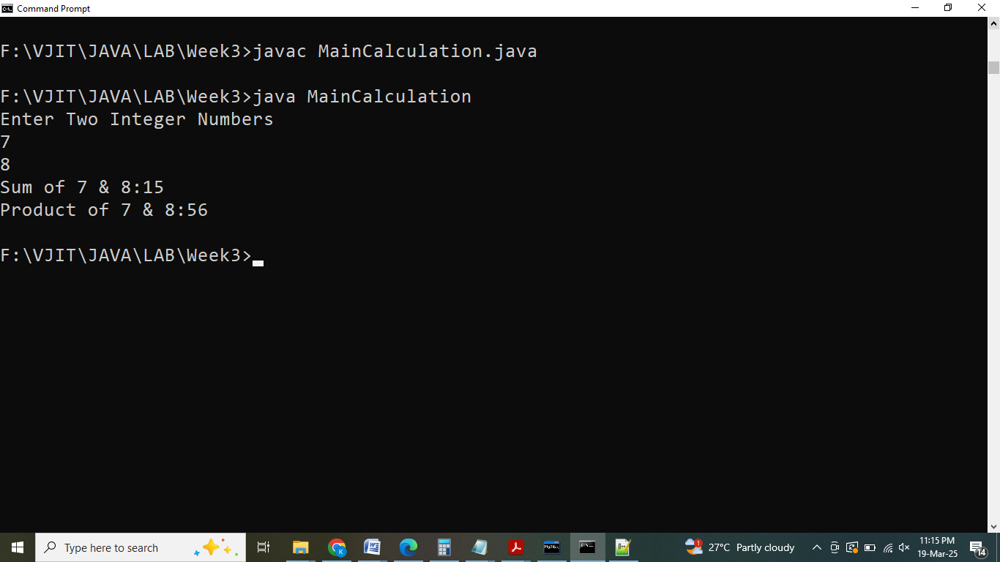 Command Prompt
F:\VJIT\JAVA\LAB\Week3>javac MainCalculation.java
F:\VJIT\JAVA\LAB\Week3>java MainCalculation
Enter Two Integer Numbers
7
8
Sum of 7 & 8:15
Product of 7 & 8:56
F:\VJIT\JAVA\LAB\Week3>
Type here to search
1
27°C Partly cloudy
11:15 PM
19-Mar-25
14